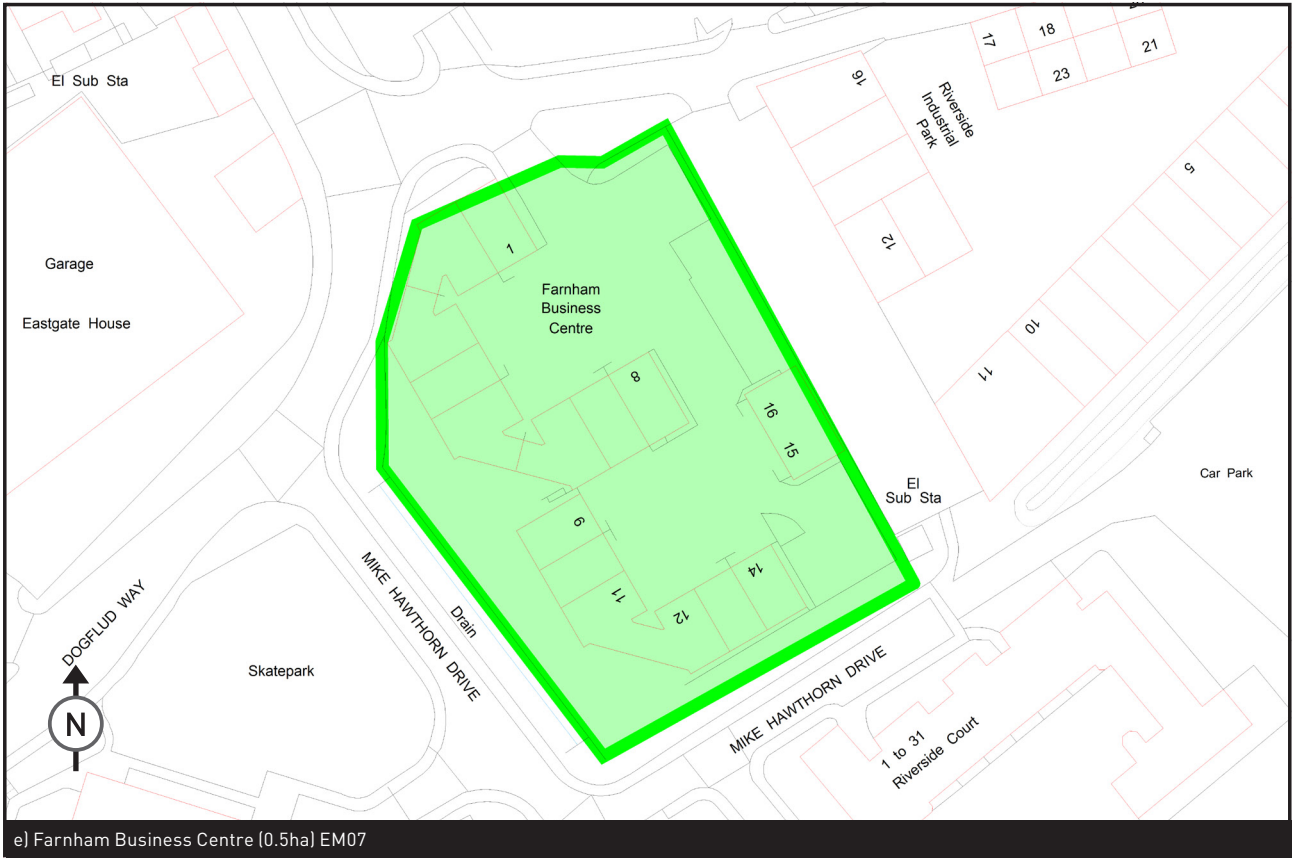 El Sub Sta
17
18
21
23
16
Riverside
Industrial
Park
5
Garage
Eastgate House
1
12
Farnham
Business
Centre
10
11
8
16
15
El
Sub Sta
Car Park
9
11
14
12
MIKE HAWTHORN DRIVE
Drain
DOGFLUD WAY
Skatepark
N
MIKE HAWTHORN DRIVE
1 to 31
Riverside Court
e) Farnham Business Centre (0.5ha) EM07